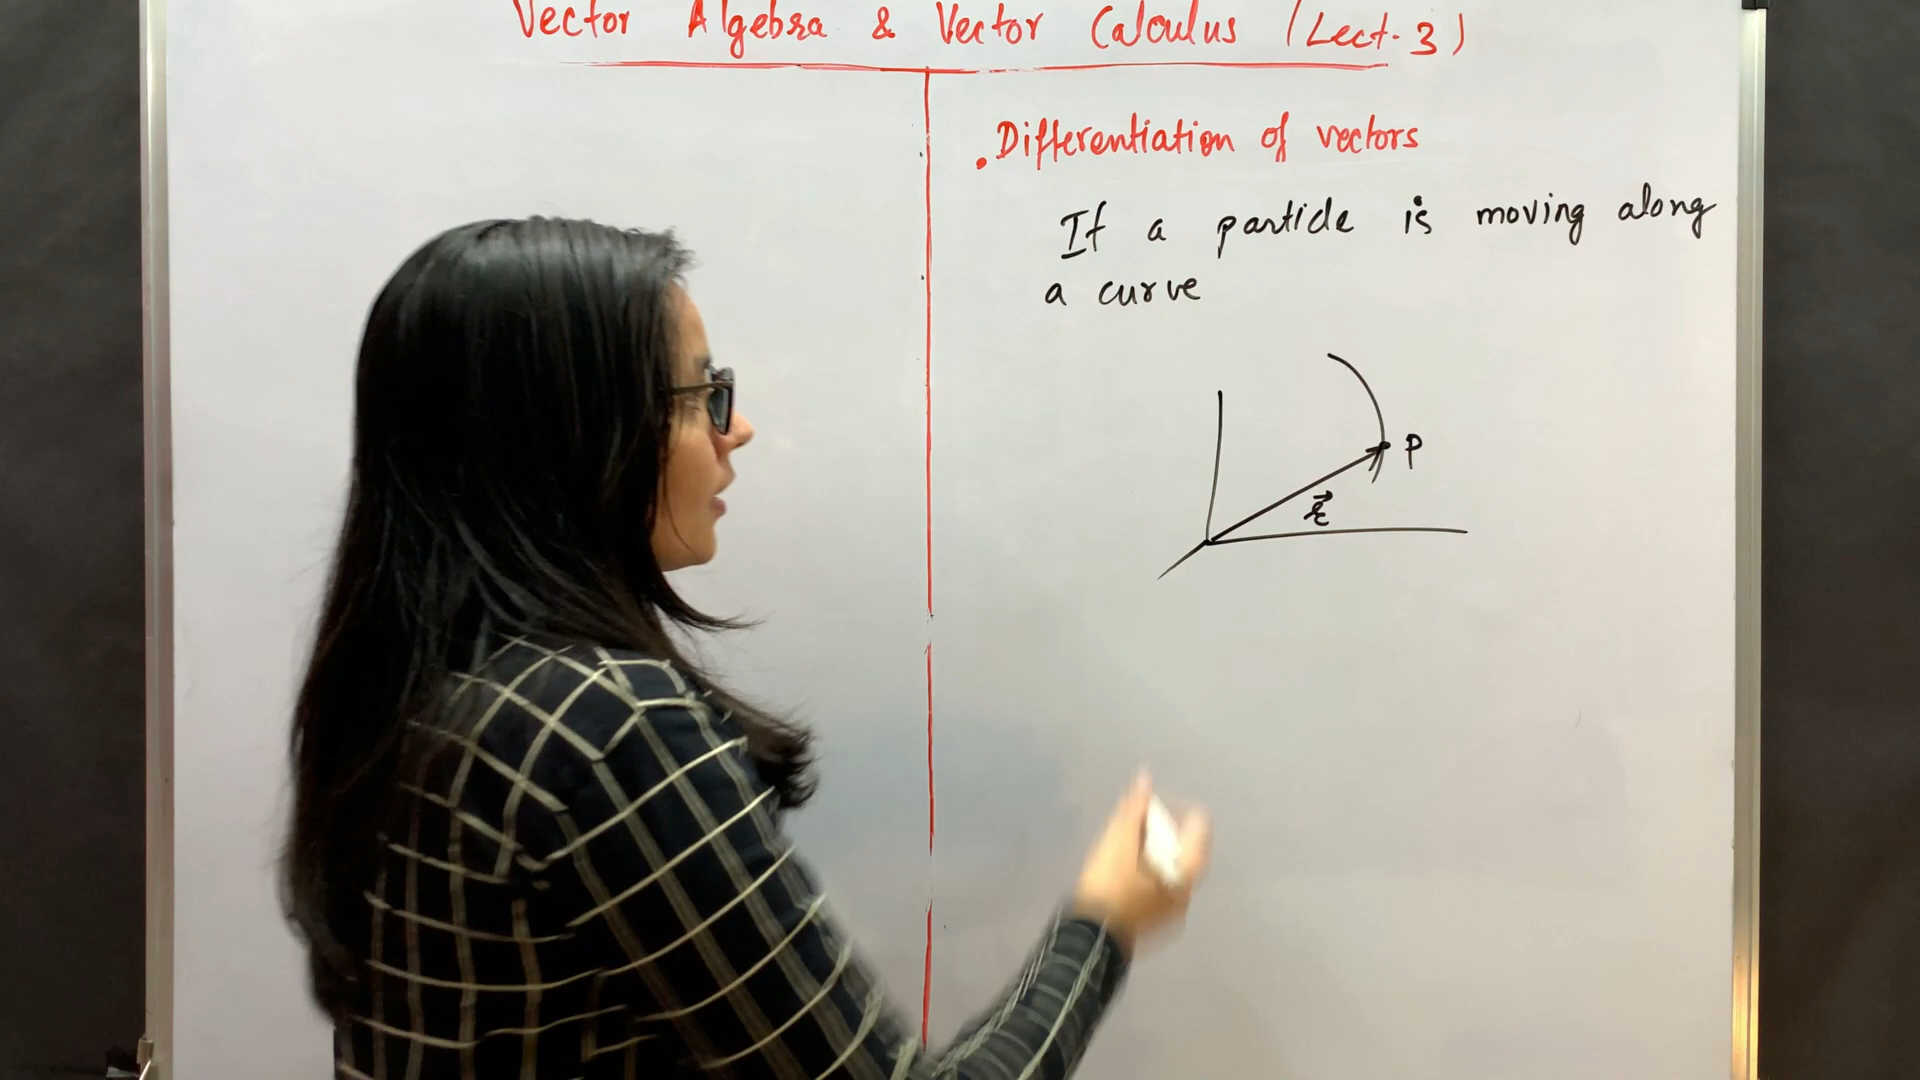 Vector Algebra & Vector Calculus (Lect-3)
• Differentiation of vectors
If a particle is moving along
a curve
P
r⃗